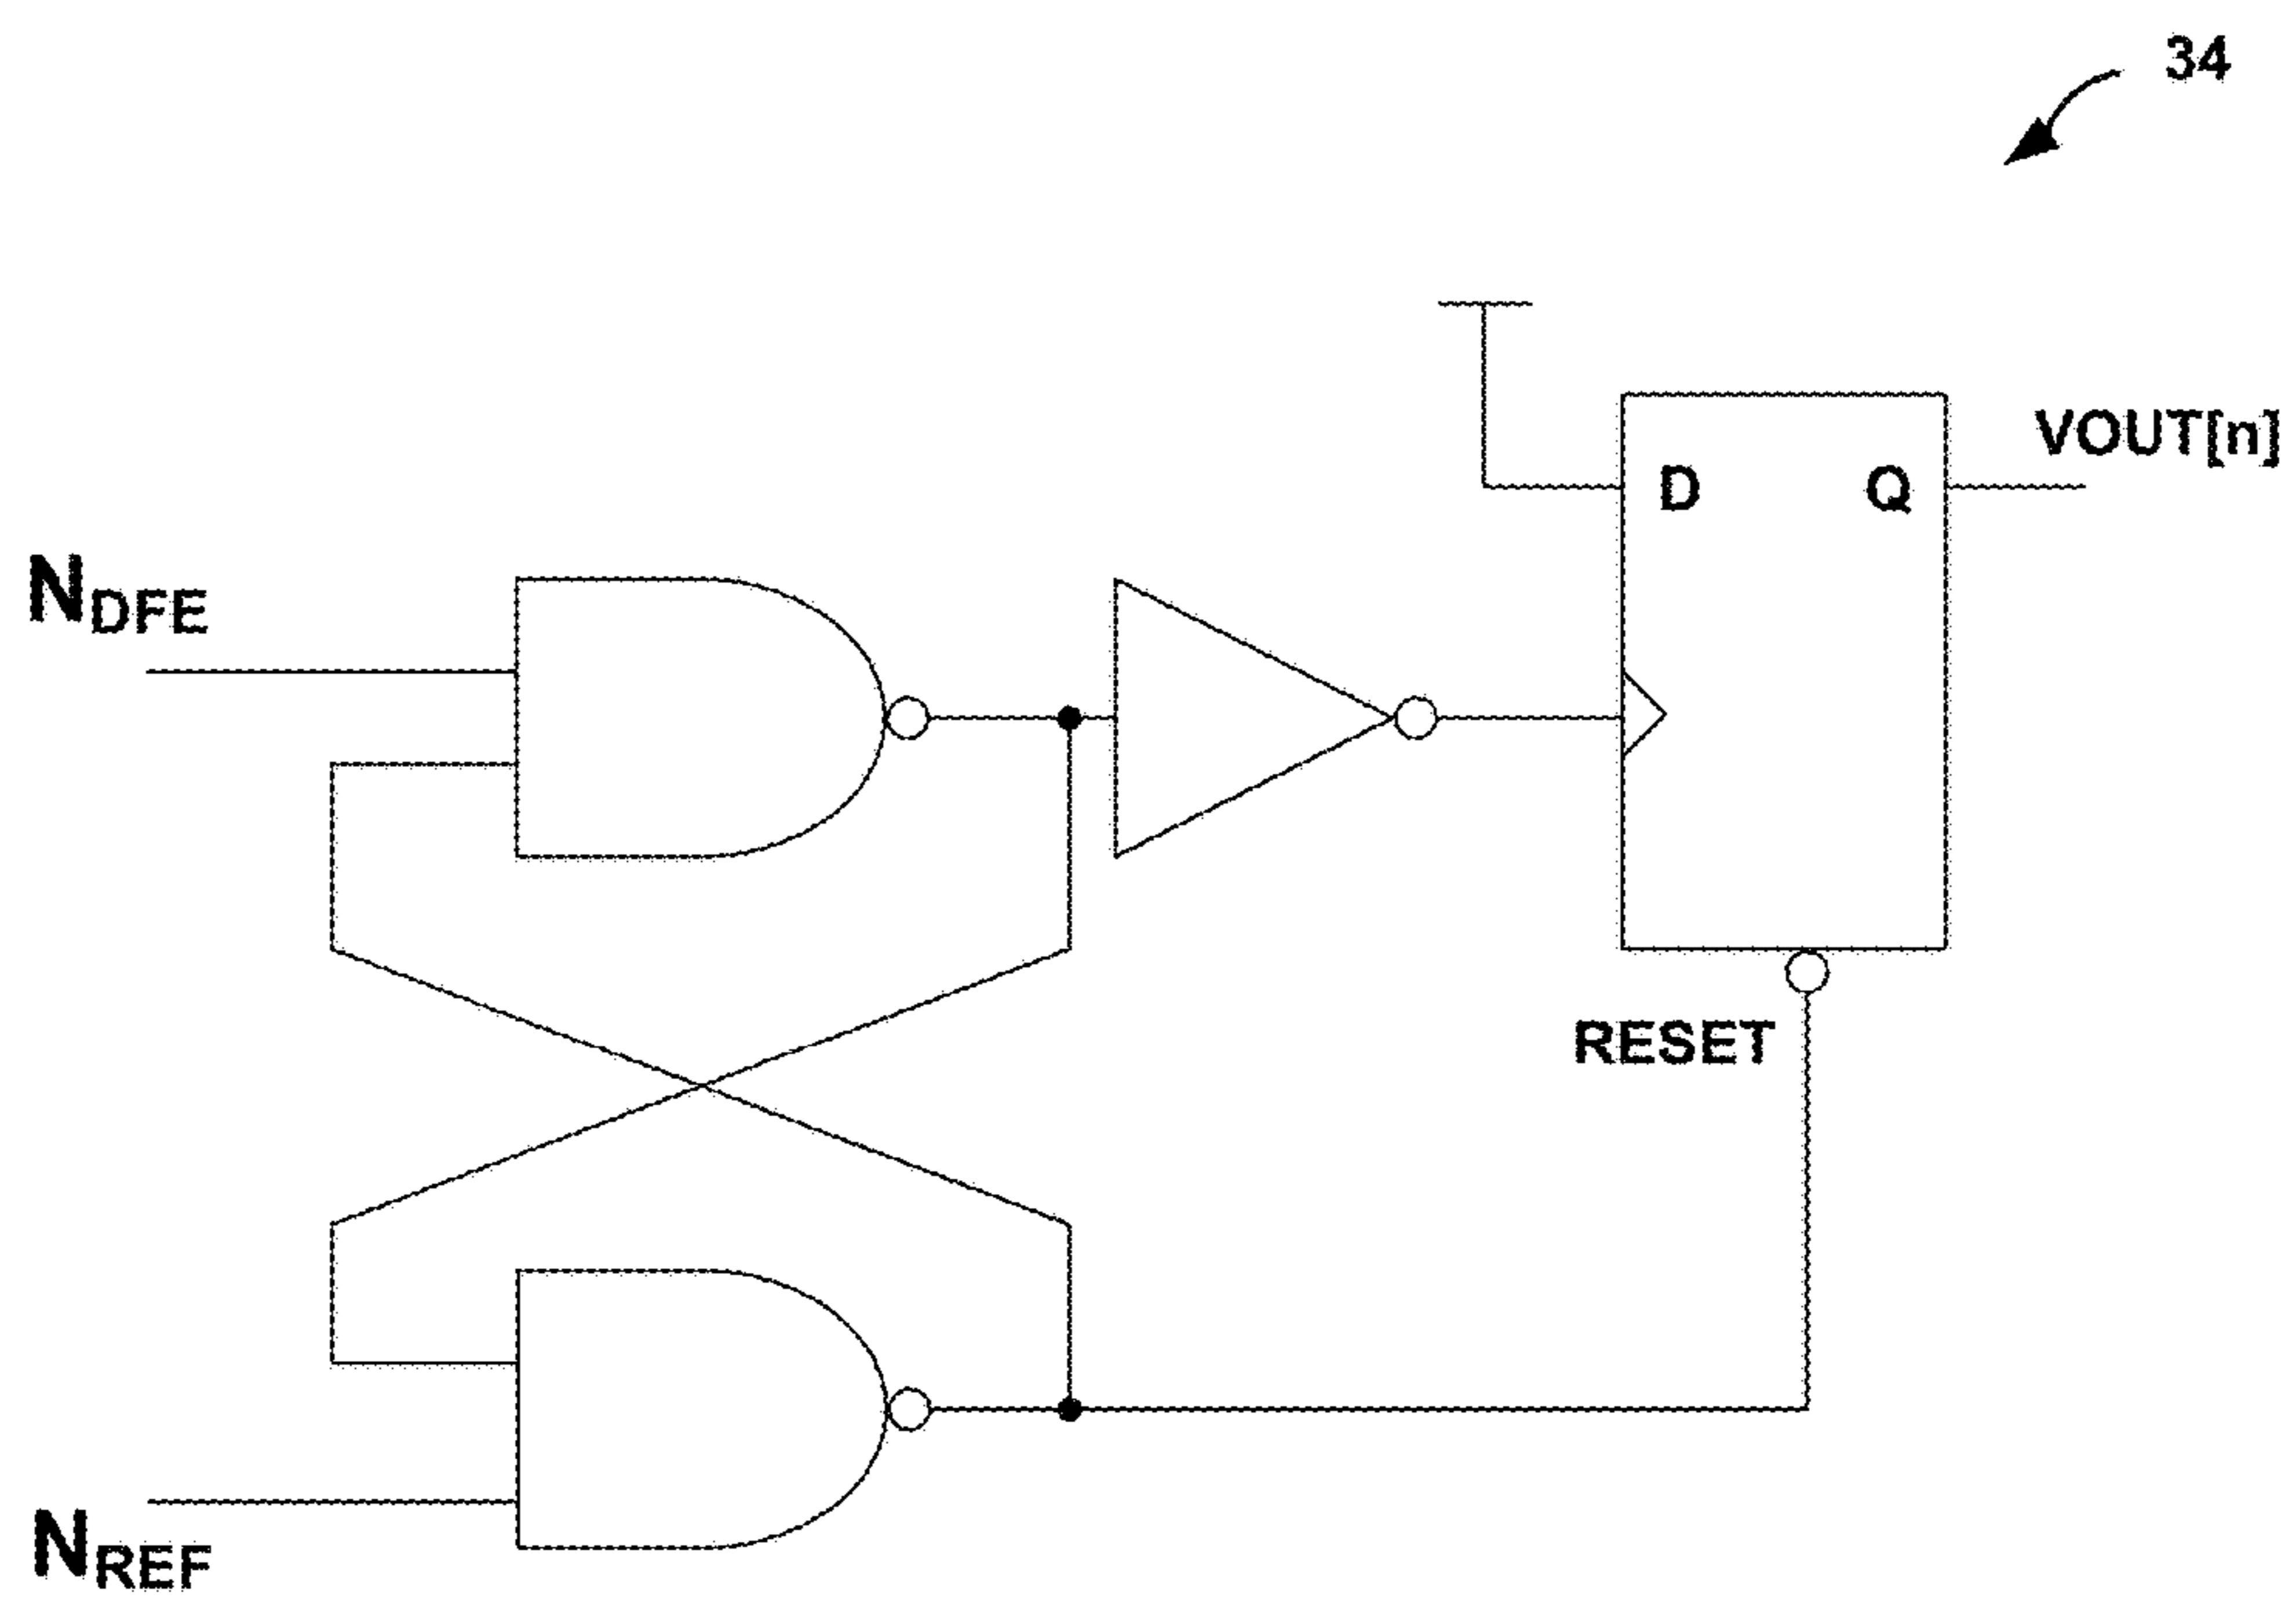 34
VOUT[n]
D Q
NDFE
RESET
NREF